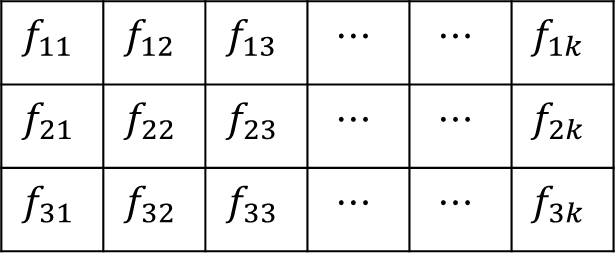 f₁₁ f₁₂ f₁₃ ⋯ ⋯ f₁ₖ
f₂₁ f₂₂ f₂₃ ⋯ ⋯ f₂ₖ
f₃₁ f₃₂ f₃₃ ⋯ ⋯ f₃ₖ